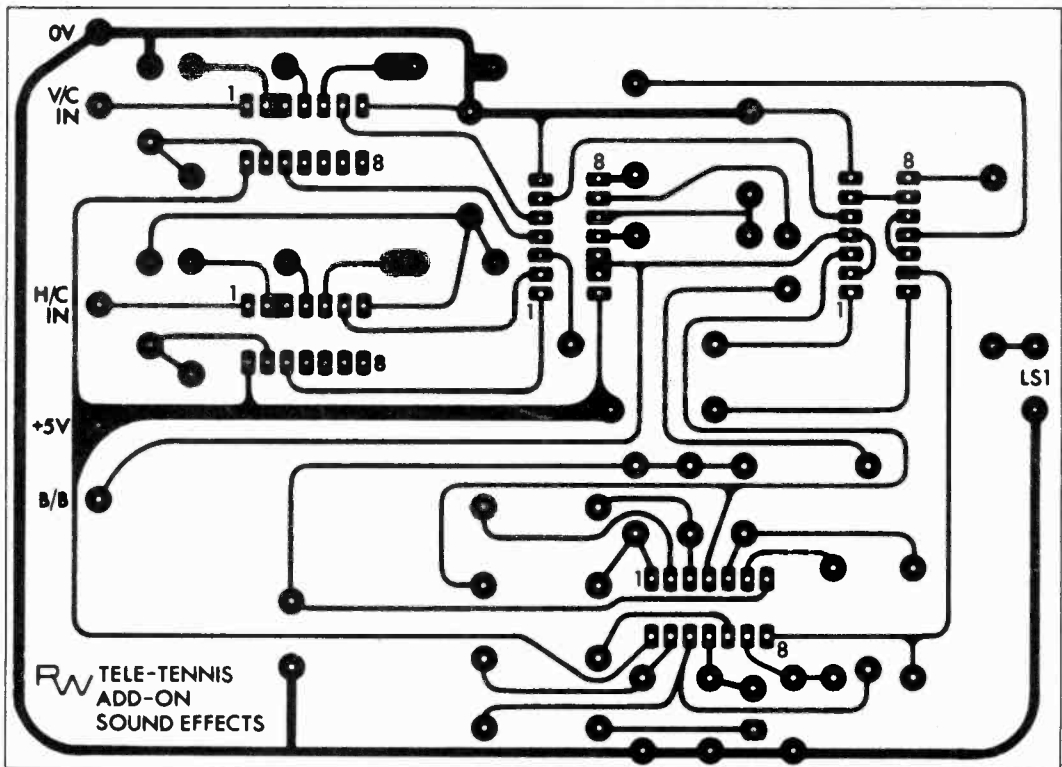 0V
V/C
IN
1
8
8
8
H/C
IN
1
1
1
8
LS1
+5V
B/B
1
8
RW TELE-TENNIS
ADD-ON
SOUND EFFECTS